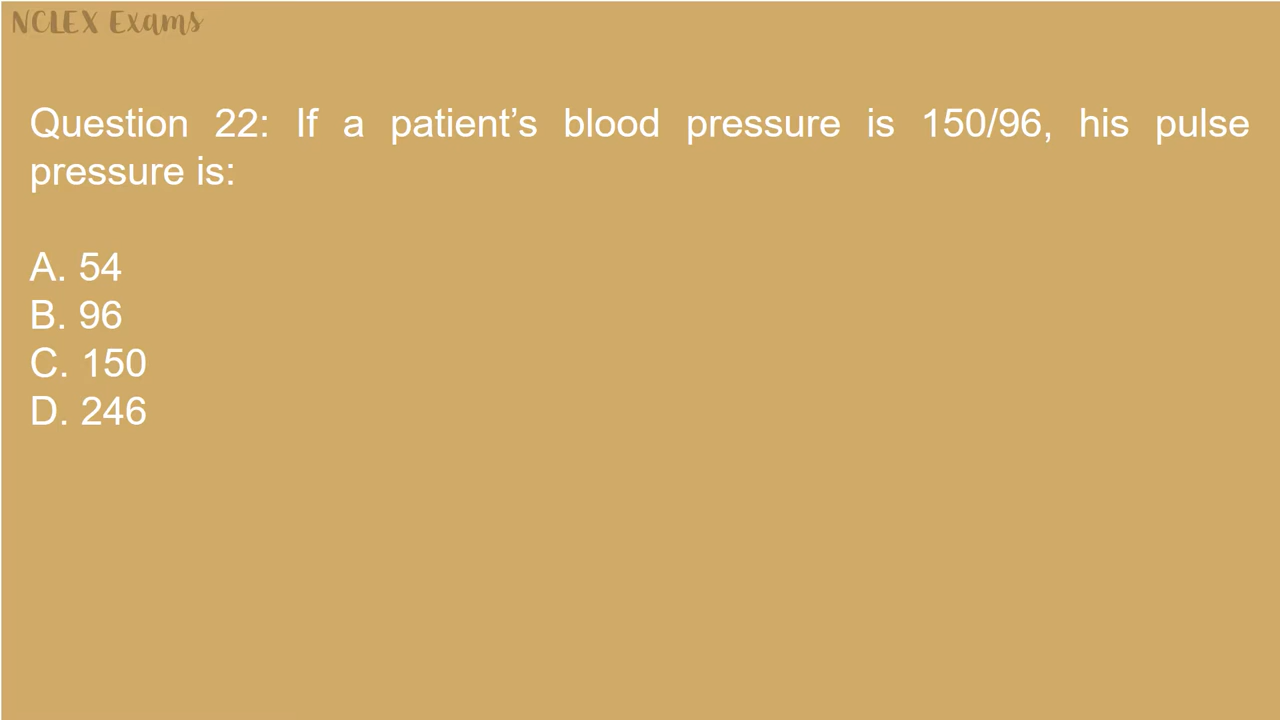 NCLEX Exams
Question 22: If a patient’s blood pressure is 150/96, his pulse
pressure is:
A. 54
B. 96
C. 150
D. 246